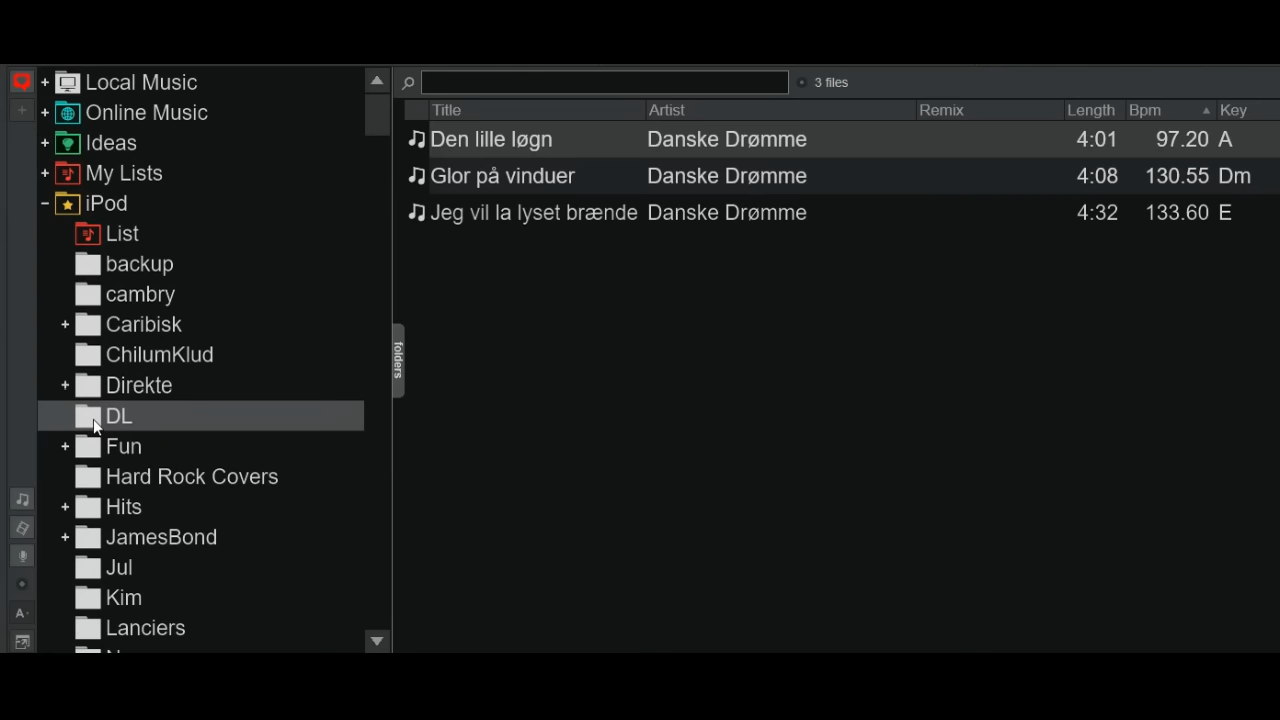 Local Music
Online Music
Ideas
My Lists
iPod
List
backup
cambry
Caribisk
ChilumKlud
Direkte
DL
Fun
Hard Rock Covers
Hits
JamesBond
Jul
Kim
Lanciers
folders
3 files
Title Artist Remix Length Bpm Key
Den lille løgn Danske Drømme 4:01 97.20 A
Glor på vinduer Danske Drømme 4:08 130.55 Dm
Jeg vil la lyset brænde Danske Drømme 4:32 133.60 E
A